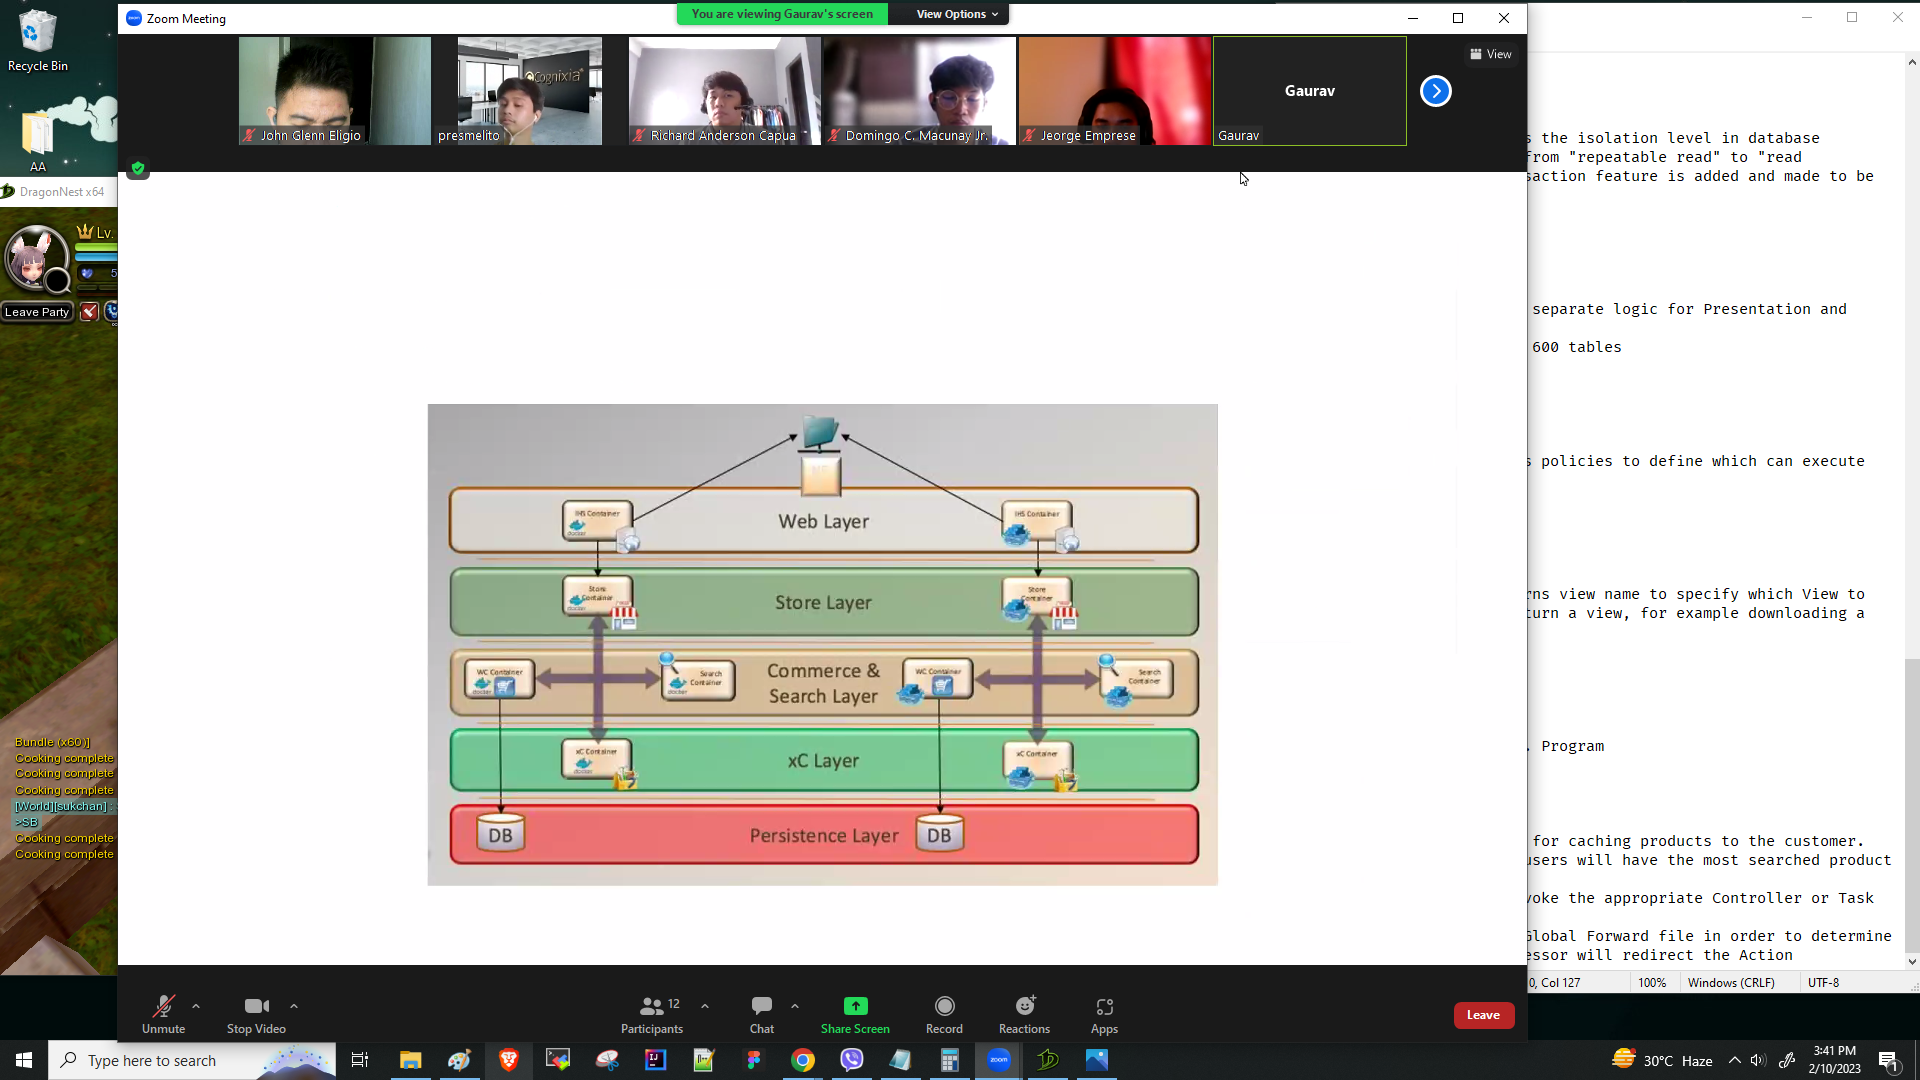 Recycle Bin
AA
DragonNest x64
Lv.
5
Leave Party
Bundle (x60)]
Cooking complete
Cooking complete
Cooking complete
[World][sukchan] :
>SB
Cooking complete
Cooking complete
zoom
Zoom Meeting
You are viewing Gaurav's screen
View Options
View
Cognixia
John Glenn Eligio
presmelito
Richard Anderson Capua
Domingo C. Macunay Jr.
Jeorge Emprese
Gaurav
Gaurav
IHS Container
docker
Web Layer
IHS Container
Store Container
docker
Store Layer
Store Container
WC Container
docker
Search Container
docker
Commerce &
Search Layer
WC Container
Search Container
xC Container
docker
xC Layer
xC Container
DB
Persistence Layer
DB
Unmute
Stop Video
12
Participants
Chat
Share Screen
Record
Reactions
Apps
Leave
s the isolation level in database
from "repeatable read" to "read
saction feature is added and made to be
separate logic for Presentation and
600 tables
s policies to define which can execute
rns view name to specify which View to
turn a view, for example downloading a
. Program
for caching products to the customer.
users will have the most searched product
voke the appropriate Controller or Task
Global Forward file in order to determine
essor will redirect the Action
0, Col 127
100%
Windows (CRLF)
UTF-8
Type here to search
zoom
30°C Haze
3:41 PM
2/10/2023
1